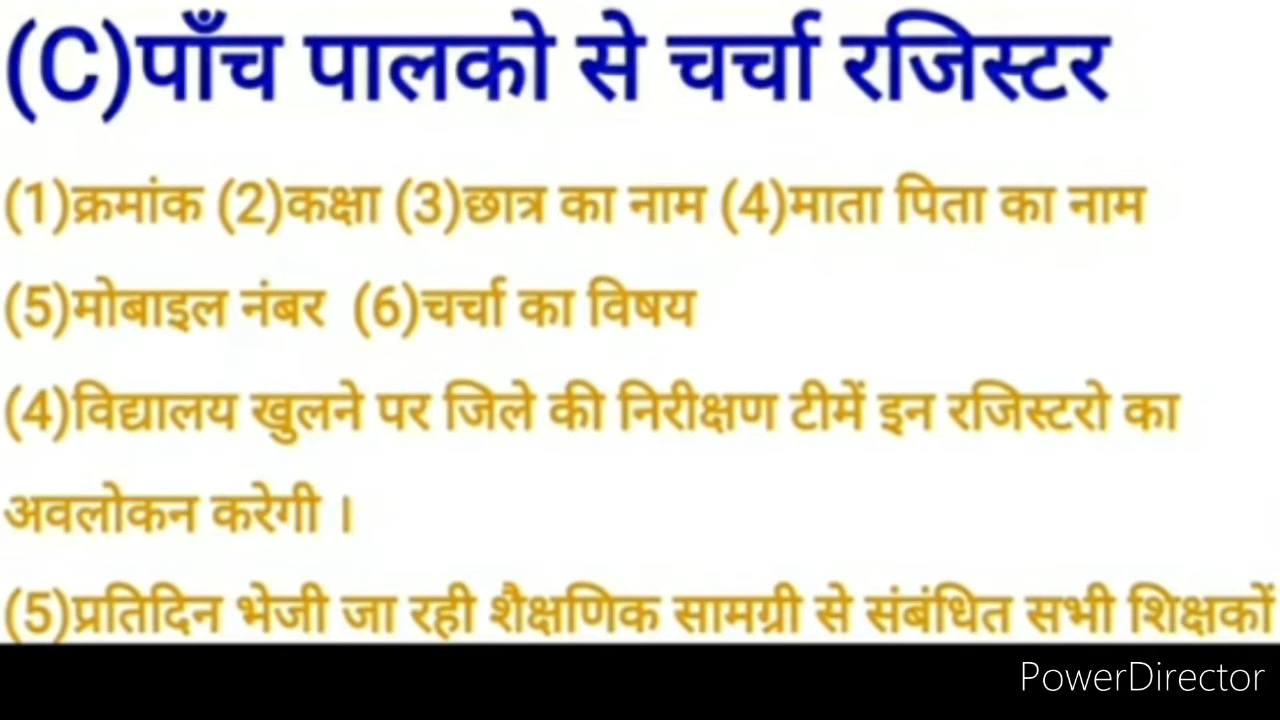 (C)पाँच पालको से चर्चा रजिस्टर
(1)क्रमांक (2)कक्षा (3)छात्र का नाम (4)माता पिता का नाम
(5)मोबाइल नंबर (6)चर्चा का विषय
(4)विद्यालय खुलने पर जिले की निरीक्षण टीमें इन रजिस्टरो का
अवलोकन करेगी ।
(5)प्रतिदिन भेजी जा रही शैक्षणिक सामग्री से संबंधित सभी शिक्षकों
PowerDirector